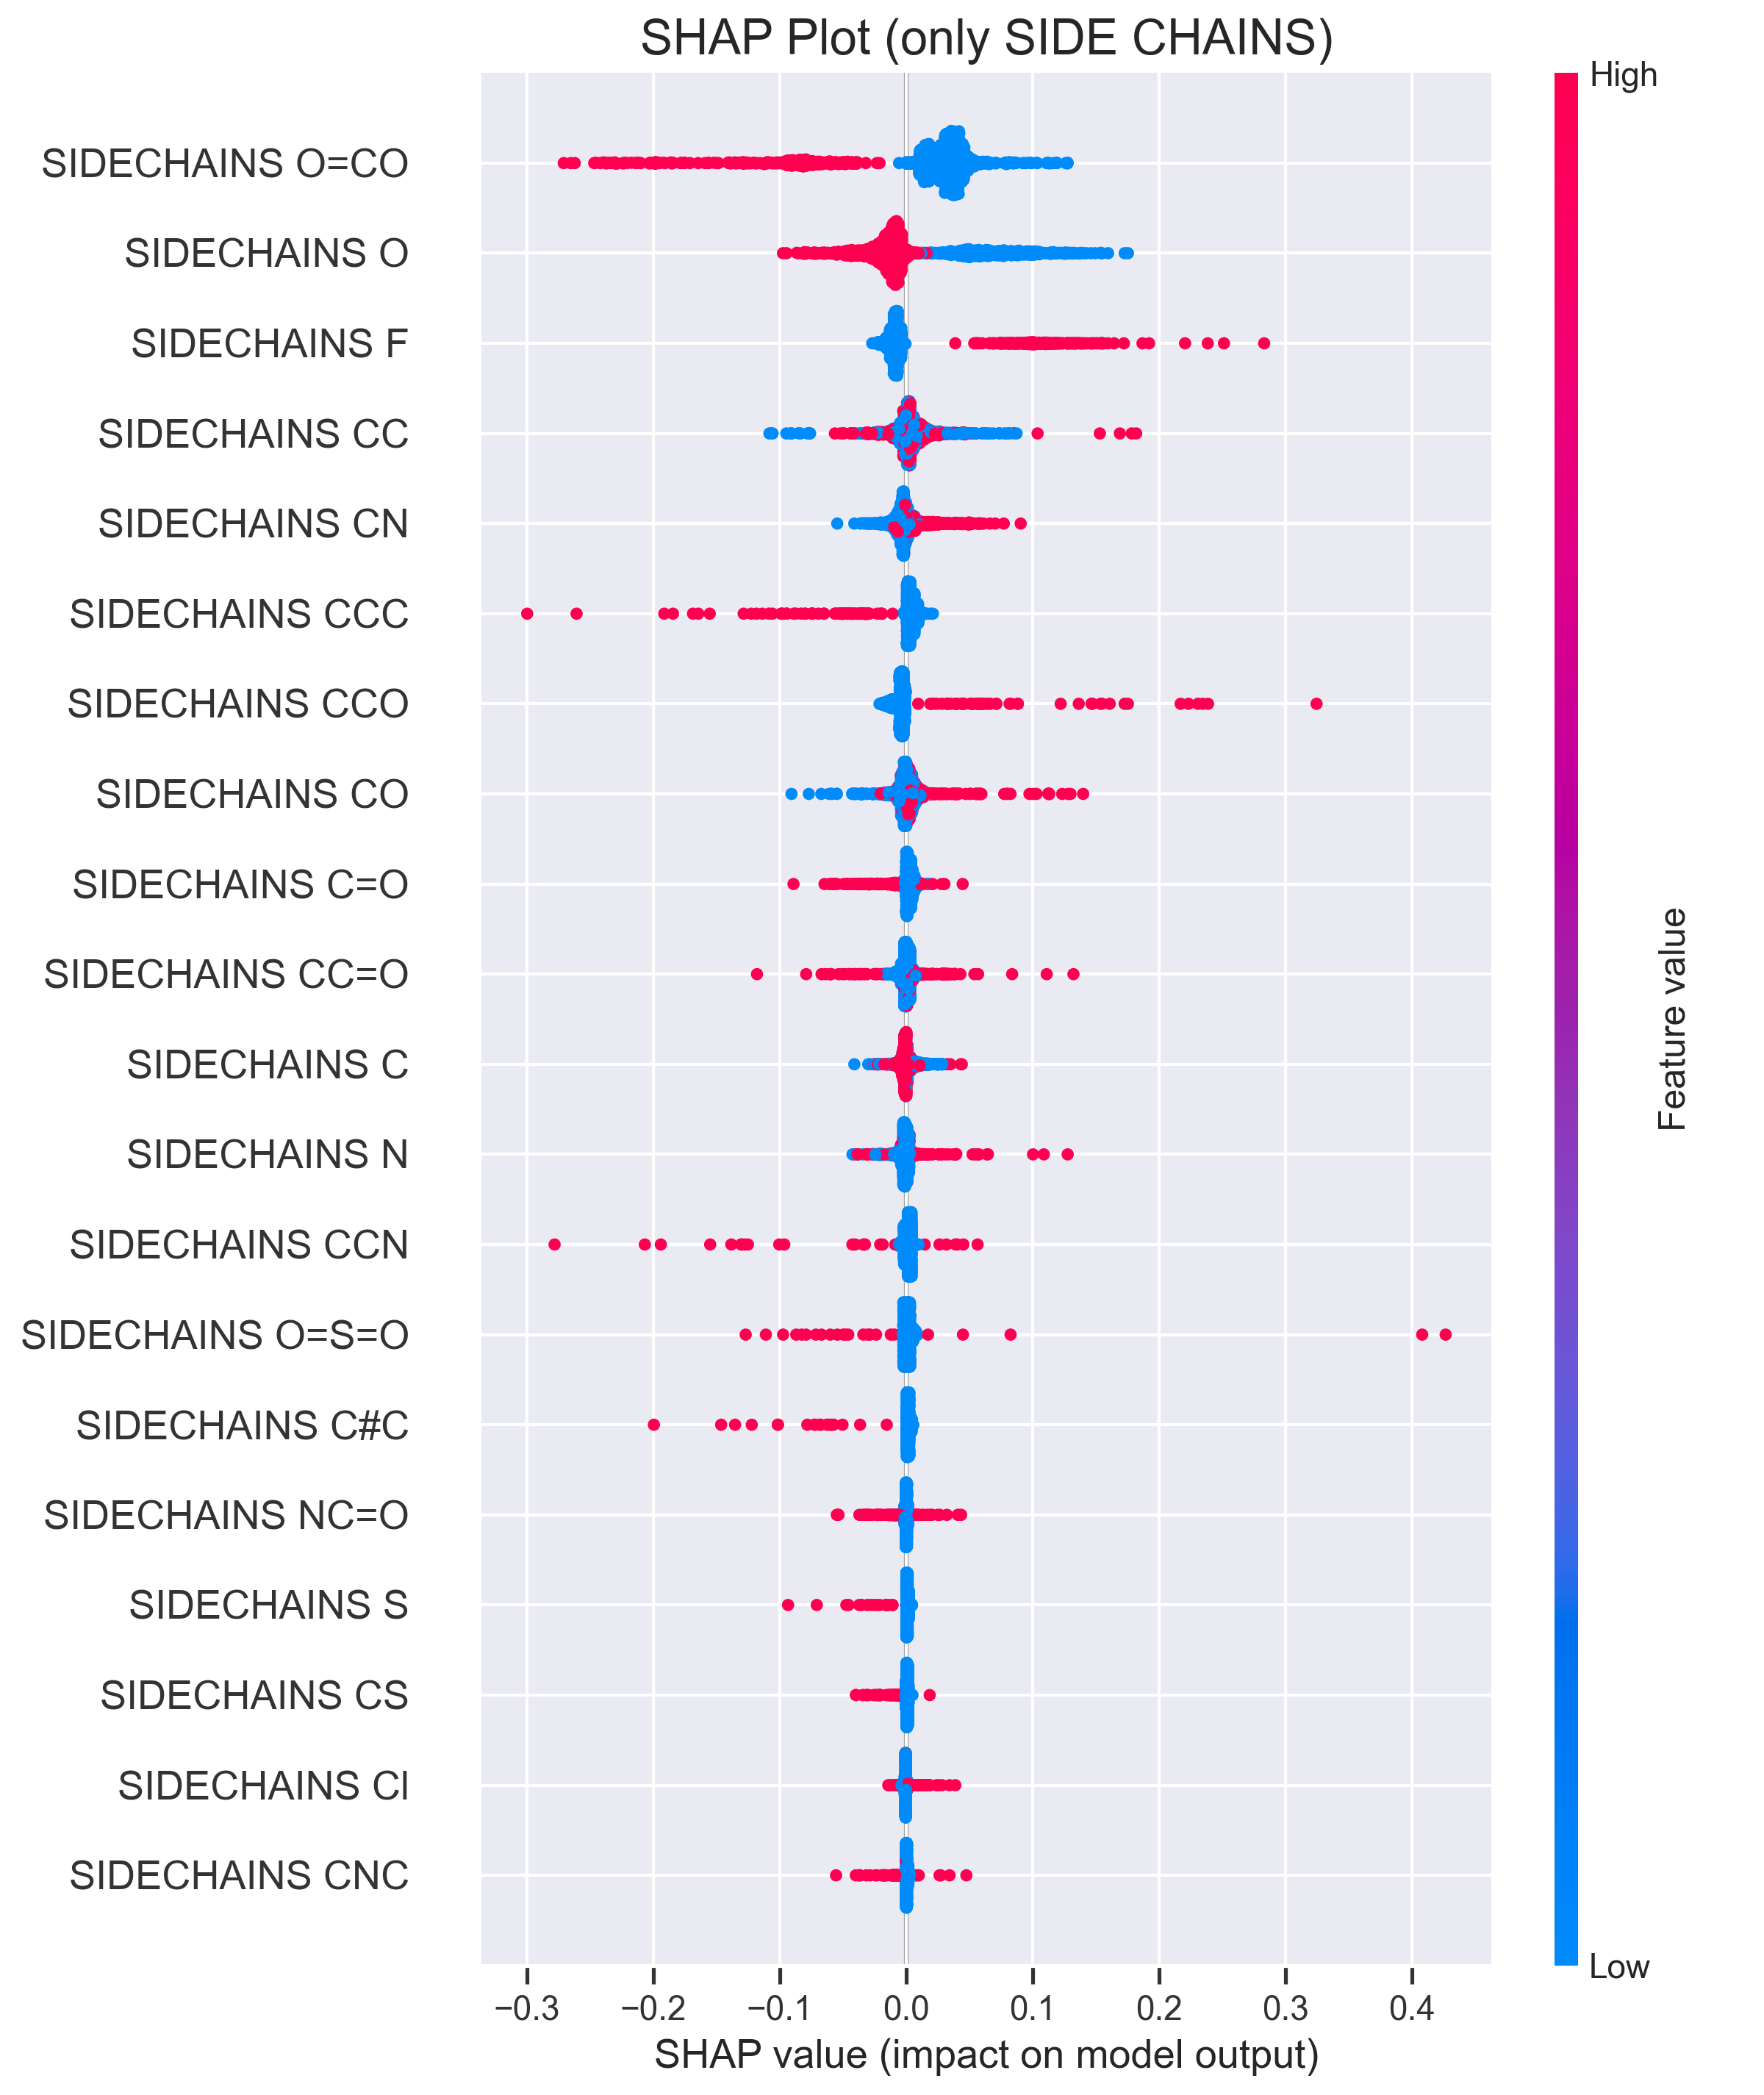 SHAP Plot (only SIDE CHAINS)
High
SIDECHAINS O=CO
SIDECHAINS O
SIDECHAINS F
SIDECHAINS CC
SIDECHAINS CN
SIDECHAINS CCC
SIDECHAINS CCO
SIDECHAINS CO
SIDECHAINS C=O
SIDECHAINS CC=O
SIDECHAINS C
SIDECHAINS N
SIDECHAINS CCN
SIDECHAINS O=S=O
SIDECHAINS C#C
SIDECHAINS NC=O
SIDECHAINS S
SIDECHAINS CS
SIDECHAINS Cl
SIDECHAINS CNC
Feature value
Low
−0.3 −0.2 −0.1 0.0 0.1 0.2 0.3 0.4
SHAP value (impact on model output)